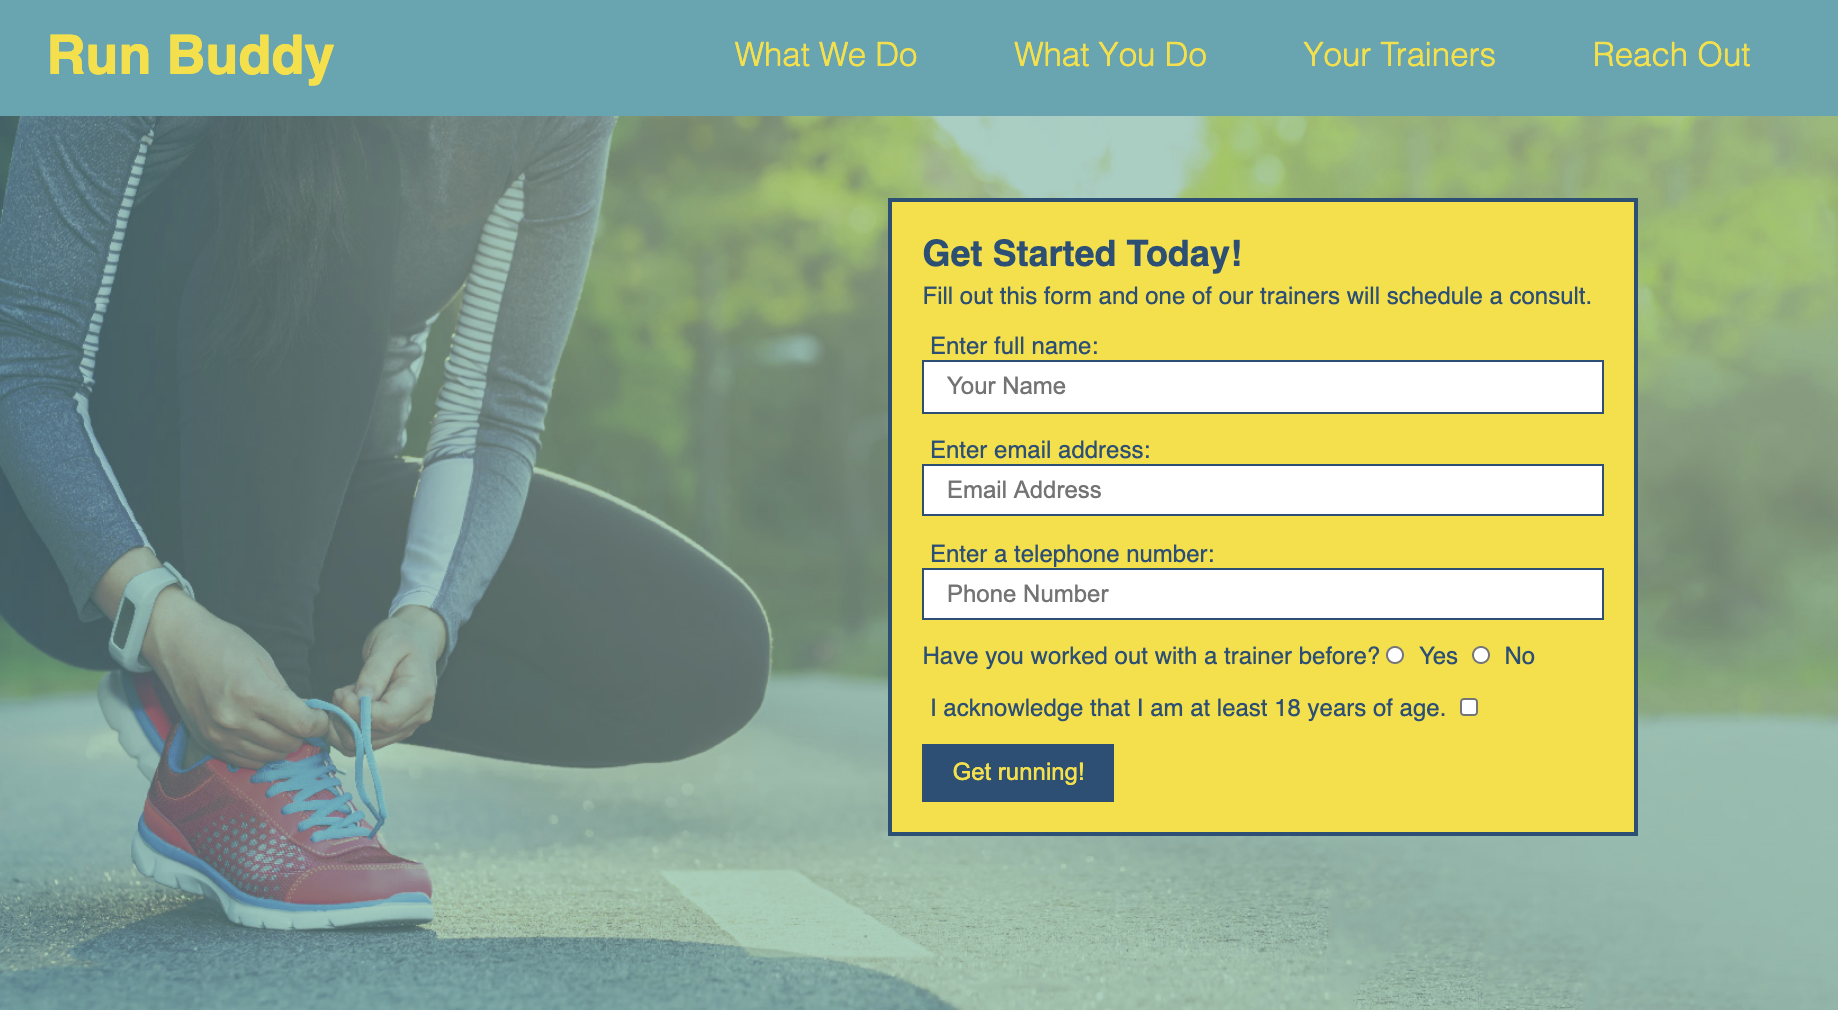 Run Buddy
What We Do
What You Do
Your Trainers
Reach Out
Get Started Today!
Fill out this form and one of our trainers will schedule a consult.
Enter full name:
Your Name
Enter email address:
Email Address
Enter a telephone number:
Phone Number
Have you worked out with a trainer before? Yes No
I acknowledge that I am at least 18 years of age.
Get running!